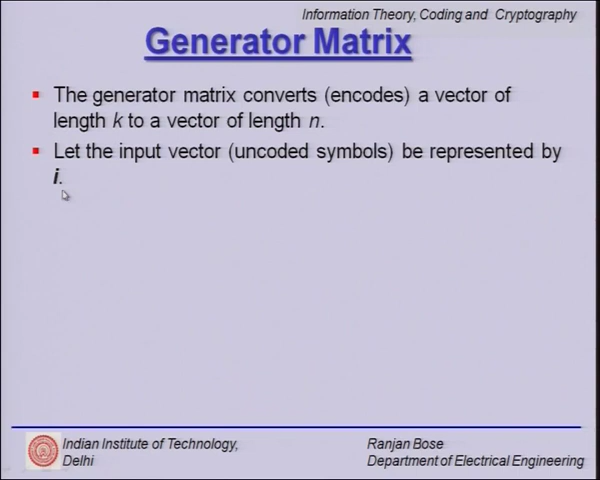 Information Theory, Coding and Cryptography
Generator Matrix
The generator matrix converts (encodes) a vector of
length k to a vector of length n.
Let the input vector (uncoded symbols) be represented by
i.
Indian Institute of Technology,
Delhi
Ranjan Bose
Department of Electrical Engineering